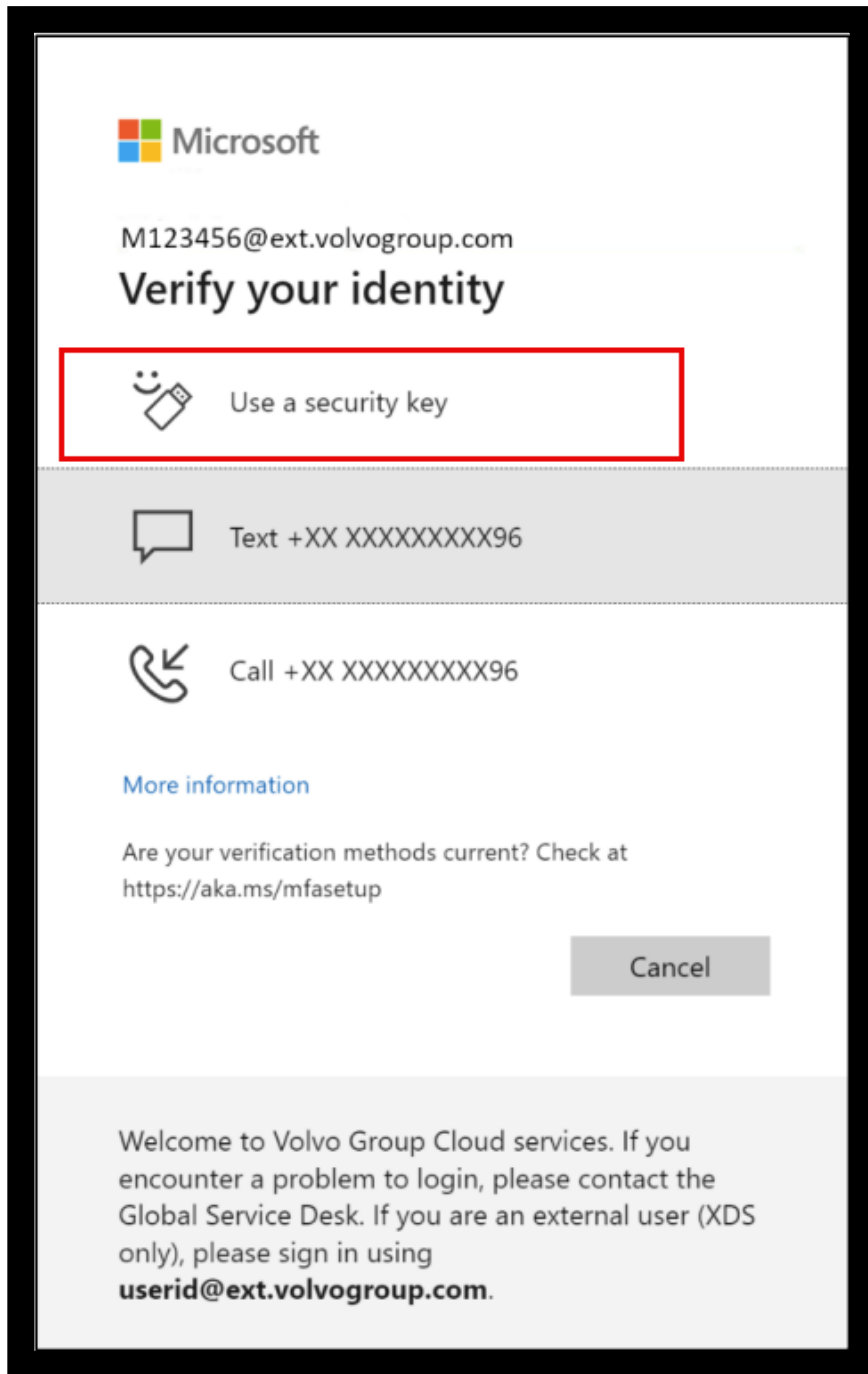 Microsoft
M123456@ext.volvogroup.com
Verify your identity
Use a security key
Text +XX XXXXXXXXX96
Call +XX XXXXXXXXX96
More information
Are your verification methods current? Check at
https://aka.ms/mfasetup
Cancel
Welcome to Volvo Group Cloud services. If you
encounter a problem to login, please contact the
Global Service Desk. If you are an external user (XDS
only), please sign in using
userid@ext.volvogroup.com.